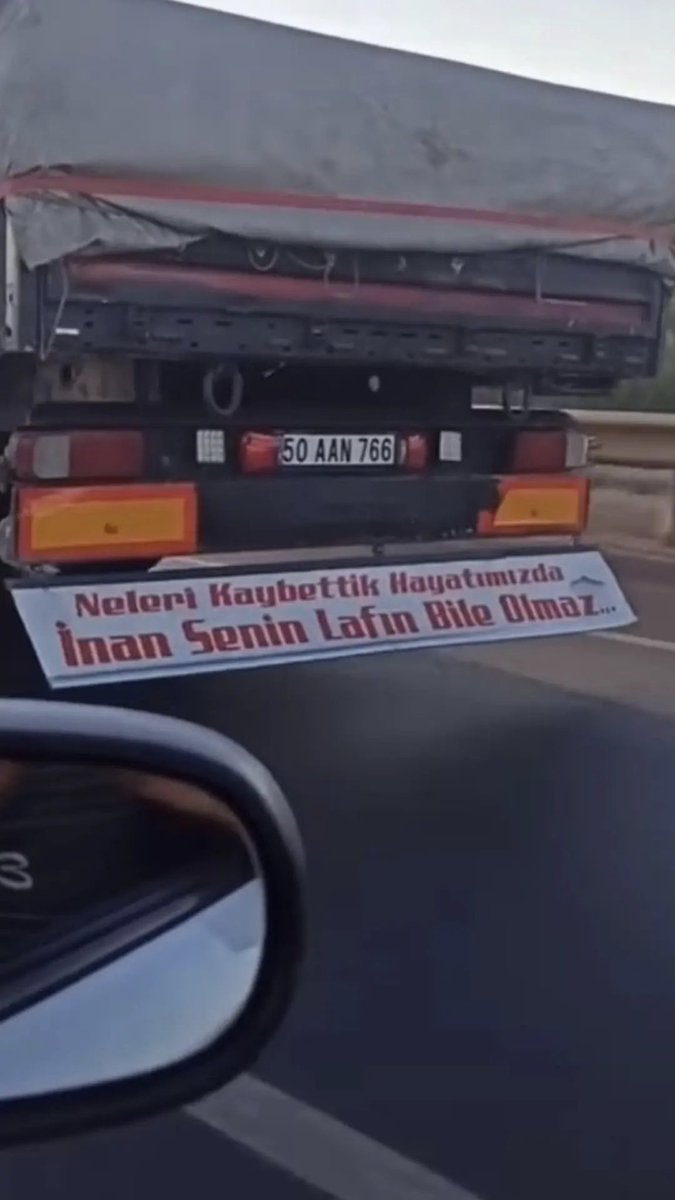 50 AAN 766
Neleri Kaybettik Hayatımızda
İnan Senin Lafın Bile Olmaz...